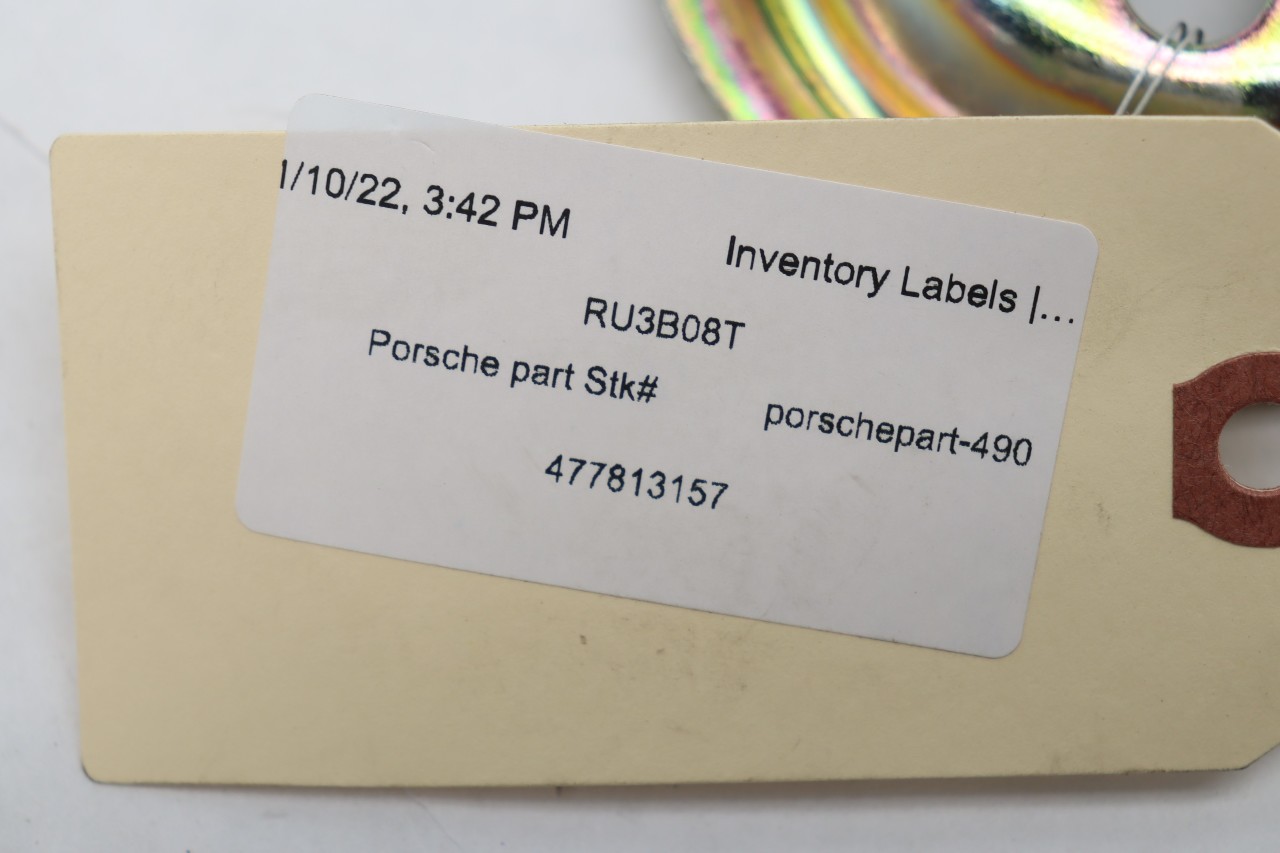 1/10/22, 3:42 PM
Inventory Labels |...
RU3B08T
Porsche part Stk#
porschepart-490
477813157